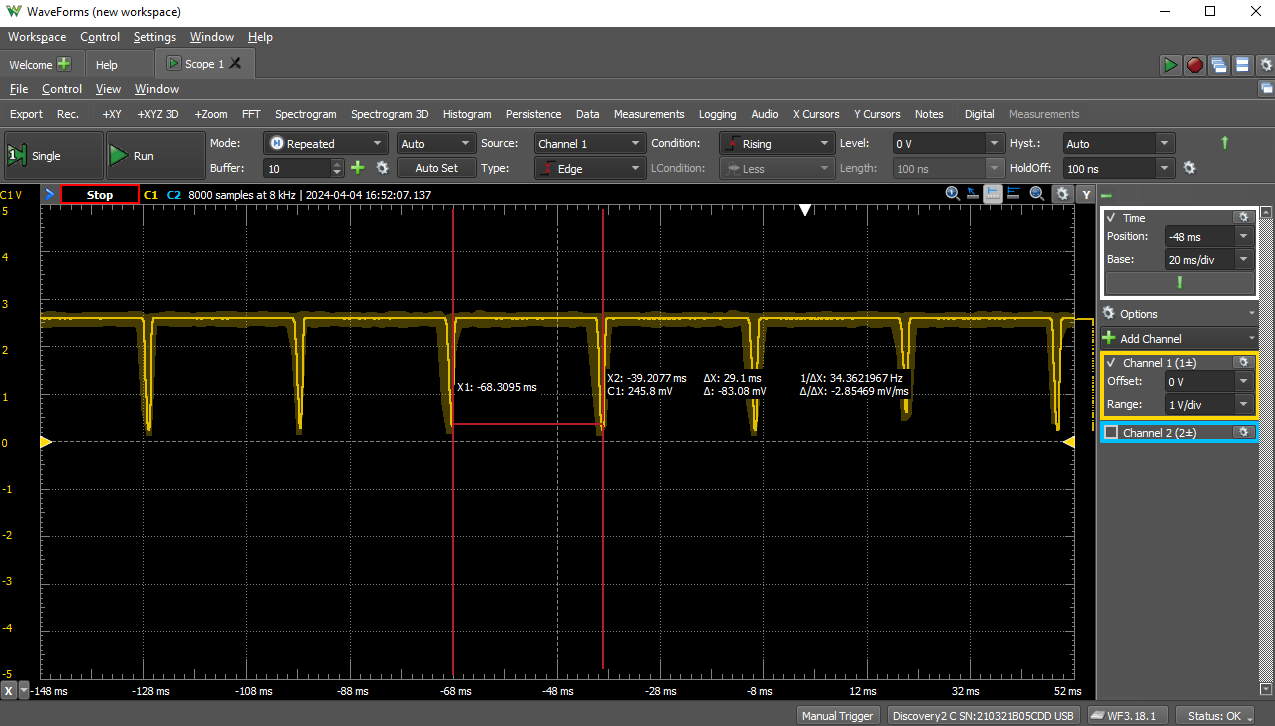 WaveForms (new workspace)
Workspace Control Settings Window Help
Welcome Help Scope 1
File Control View Window
Export Rec. +XY +XYZ 3D +Zoom FFT Spectrogram Spectrogram 3D Histogram Persistence Data Measurements Logging Audio X Cursors Y Cursors Notes Digital Measurements
Single Run Mode: Repeated Auto Source: Channel 1 Condition: Rising Level: 0 V Hyst.: Auto
Buffer: 10 Auto Set Type: Edge LCondition: Less Length: 100 ns HoldOff: 100 ns
C1 V Stop C1 C2 8000 samples at 8 kHz | 2024-04-04 16:52:07.137 Y
5
4
3
2
1
0
-1
-2
-3
-4
-5
X1: -68.3095 ms
X2: -39.2077 ms ΔX: 29.1 ms 1/ΔX: 34.3621967 Hz
C1: 245.8 mV Δ: -83.08 mV Δ/ΔX: -2.85469 mV/ms
X -148 ms -128 ms -108 ms -88 ms -68 ms -48 ms -28 ms -8 ms 12 ms 32 ms 52 ms
Time
Position: -48 ms
Base: 20 ms/div
Options
Add Channel
Channel 1 (1±)
Offset: 0 V
Range: 1 V/div
Channel 2 (2±)
Manual Trigger Discovery2 C SN:210321B05CDD USB WF3.18.1 Status: OK